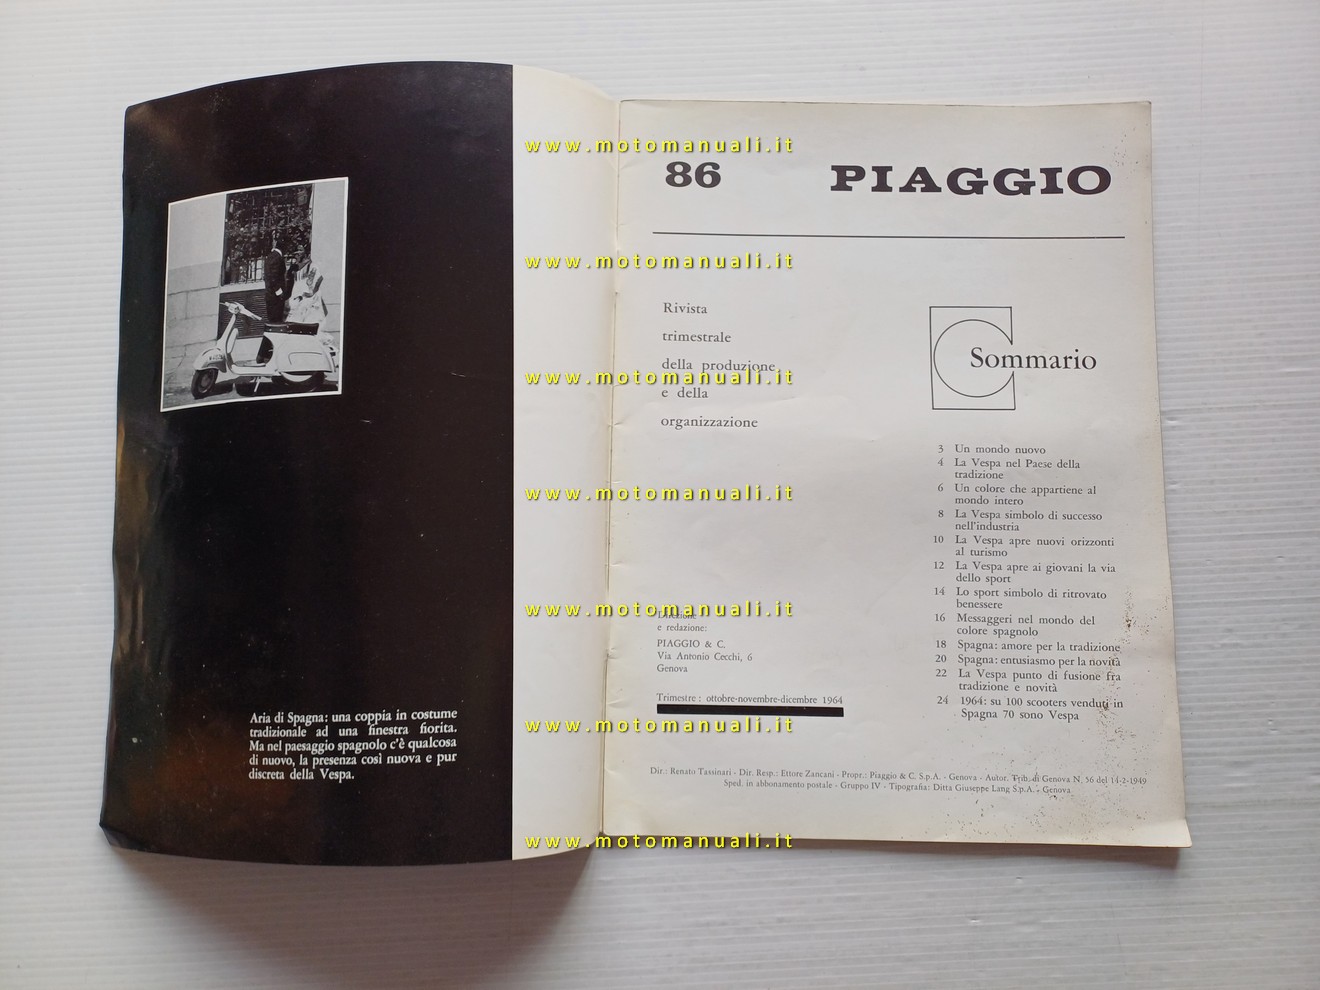 Aria di Spagna: una coppia in costume
tradizionale ad una finestra fiorita.
Ma nel paesaggio spagnolo c'è qualcosa
di nuovo, la presenza così nuova e pur
discreta della Vespa.
www.motomanuali.it
86 PIAGGIO
www.motomanuali.it
Rivista
trimestrale
della produzione
www.motomanuali.it
e della
organizzazione
Sommario
3 Un mondo nuovo
4 La Vespa nel Paese della
tradizione
6 Un colore che appartiene al
mondo intero
www.motomanuali.it
8 La Vespa simbolo di successo
nell'industria
10 La Vespa apre nuovi orizzonti
al turismo
12 La Vespa apre ai giovani la via
dello sport
14 Lo sport simbolo di ritrovato
benessere
16 Messaggeri nel mondo del
colore spagnolo
18 Spagna: amore per la tradizione
20 Spagna: entusiasmo per la novità
22 La Vespa punto di fusione fra
tradizione e novità
24 1964: su 100 scooters venduti in
Spagna 70 sono Vespa
www.motomanuali.it
Direzione
e redazione:
PIAGGIO & C.
Via Antonio Cecchi, 6
Genova
Trimestre: ottobre-novembre-dicembre 1964
www.motomanuali.it
Dir.: Renato Tassinari - Dir. Resp.: Ettore Zancani - Propr.: Piaggio & C. S.p.A. - Genova - Autor. Trib. di Genova N. 56 del 14-2-1949
Sped. in abbonamento postale - Gruppo IV - Tipografia: Ditta Giuseppe Lang S.p.A. - Genova
www.motomanuali.it